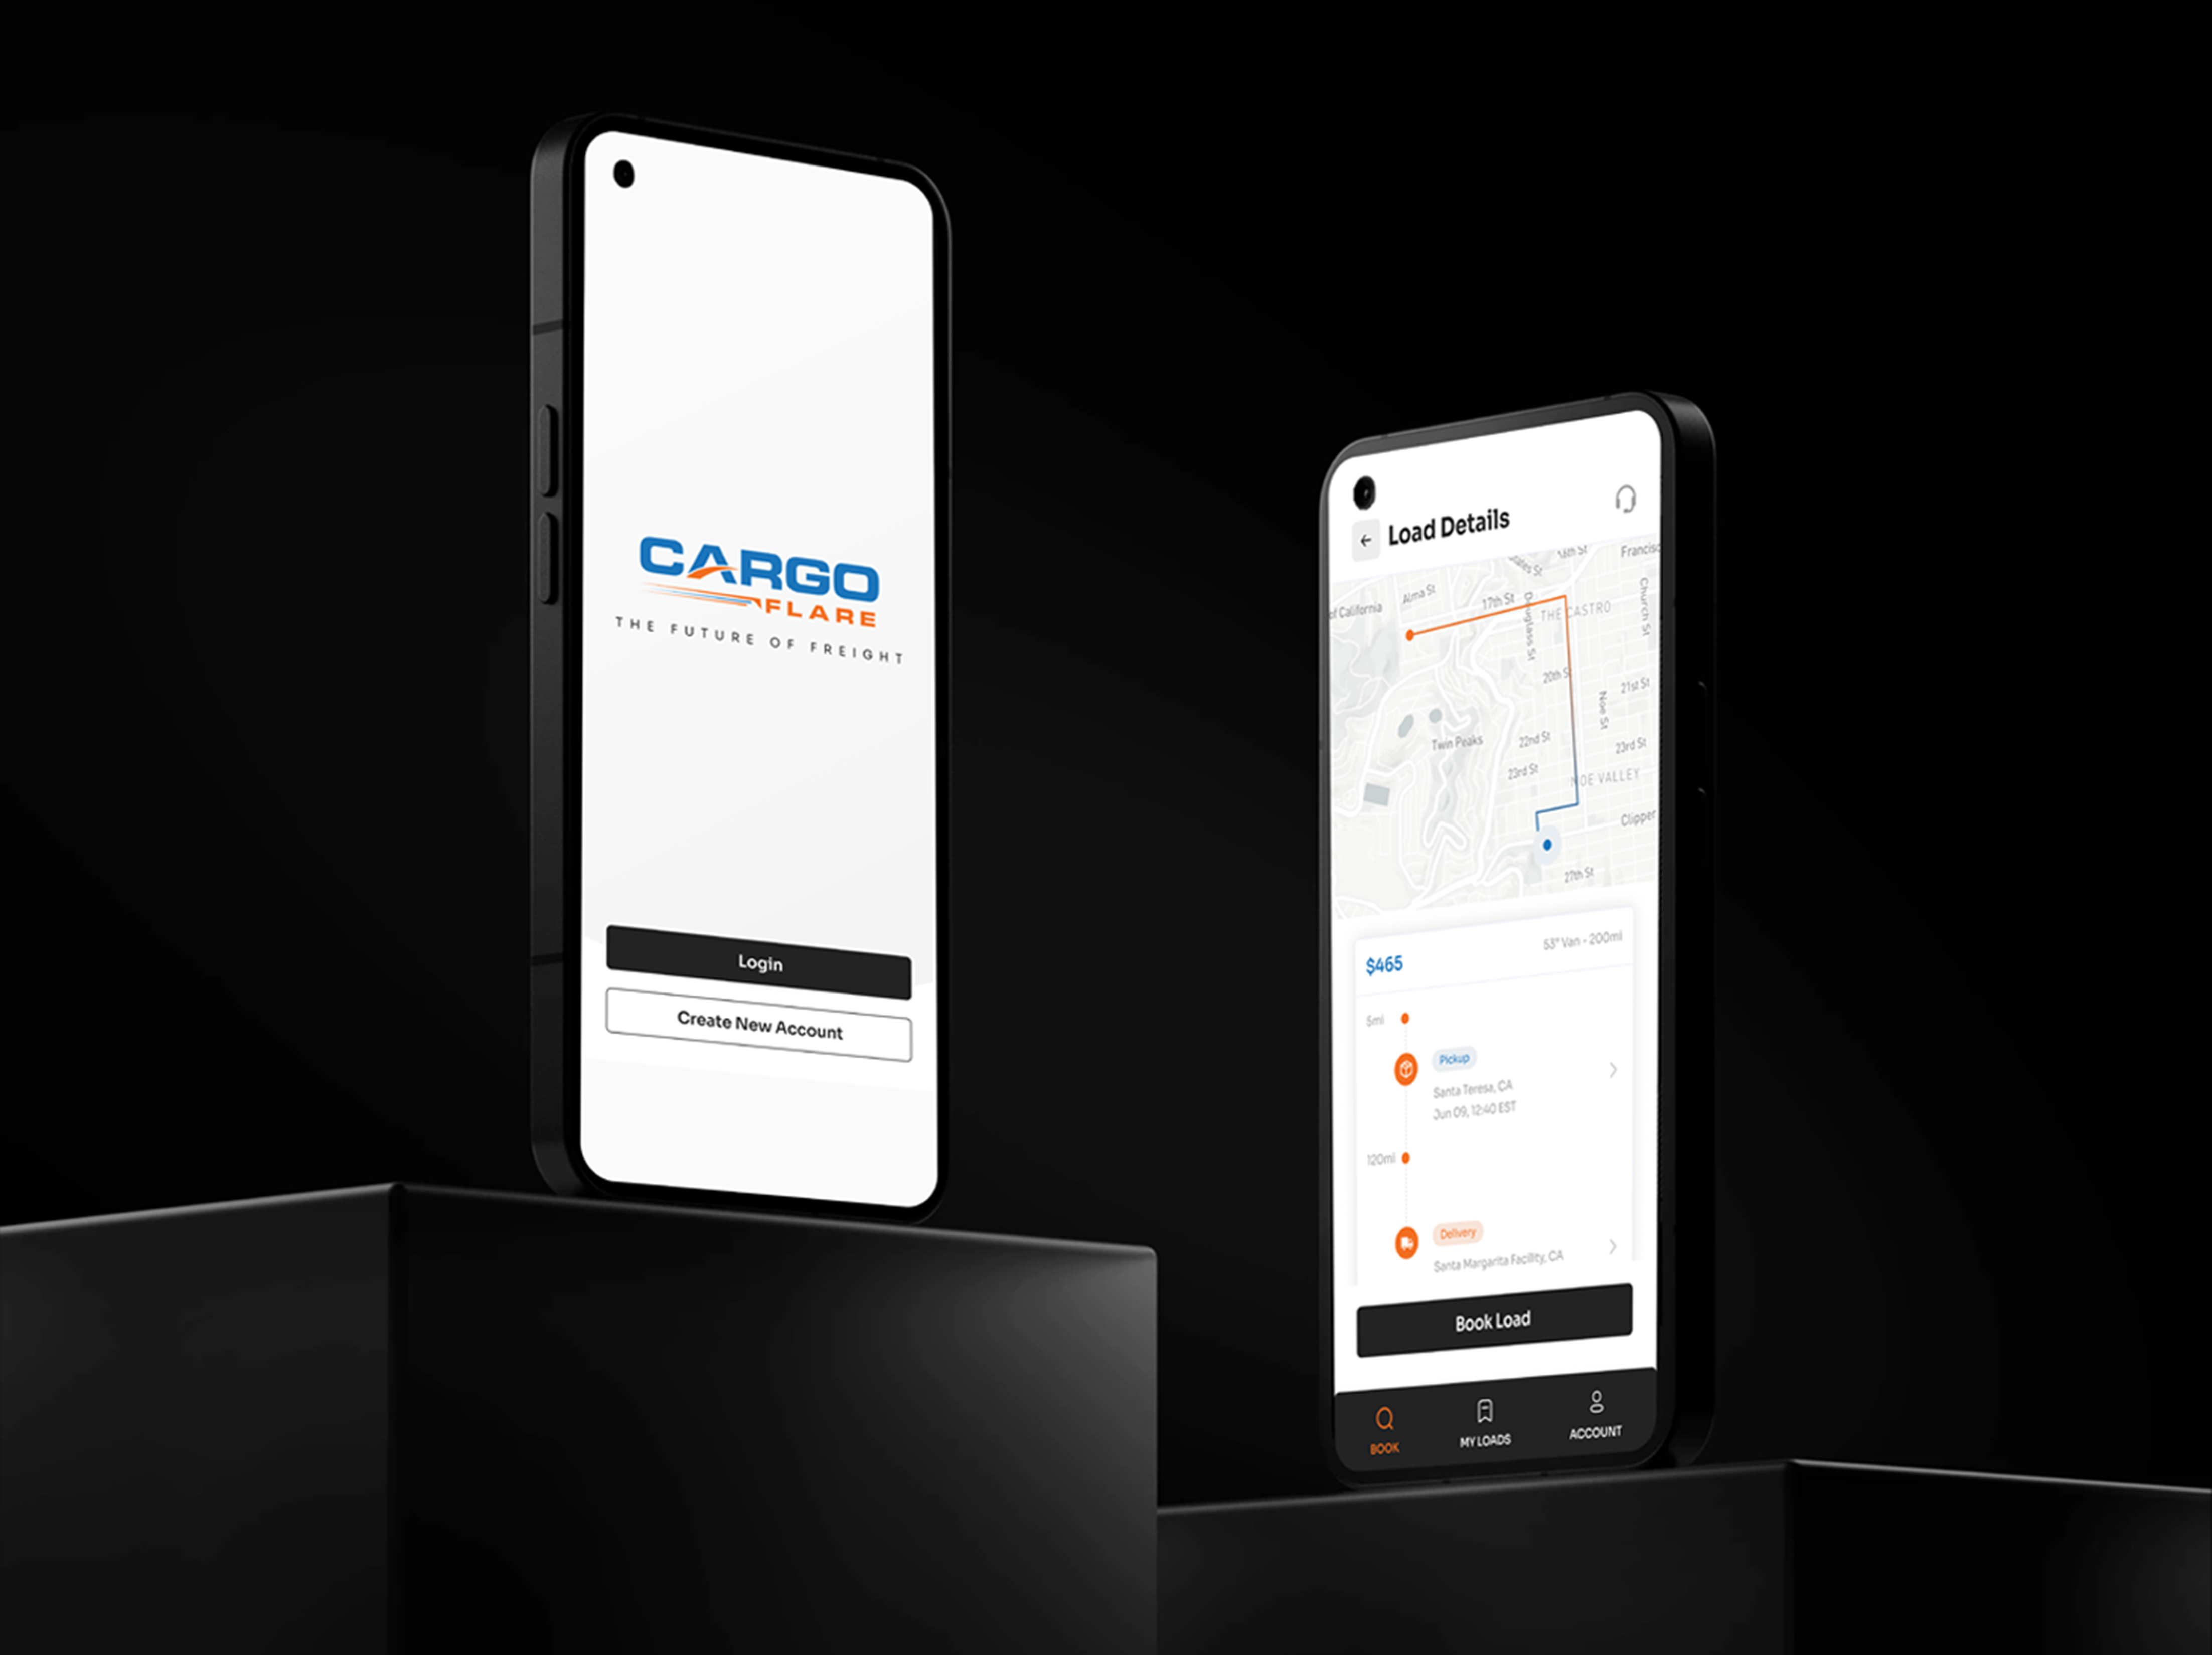 CARGO
FLARE
THE FUTURE OF FREIGHT
Login
Create New Account
Load Details
16th St
Francisc
of California
Alma St
17th St
Douglass St
THE CASTRO
Church St
20th St
21st St
Noe St
Twin Peaks
22nd St
23rd St
23rd St
NOE VALLEY
Clipper
27th St
$465
53" Van - 200mi
5mi
Pickup
Santa Teresa, CA
Jun 09, 12:40 EST
120mi
Delivery
Santa Margarita Facility, CA
Book Load
BOOK
MY LOADS
ACCOUNT